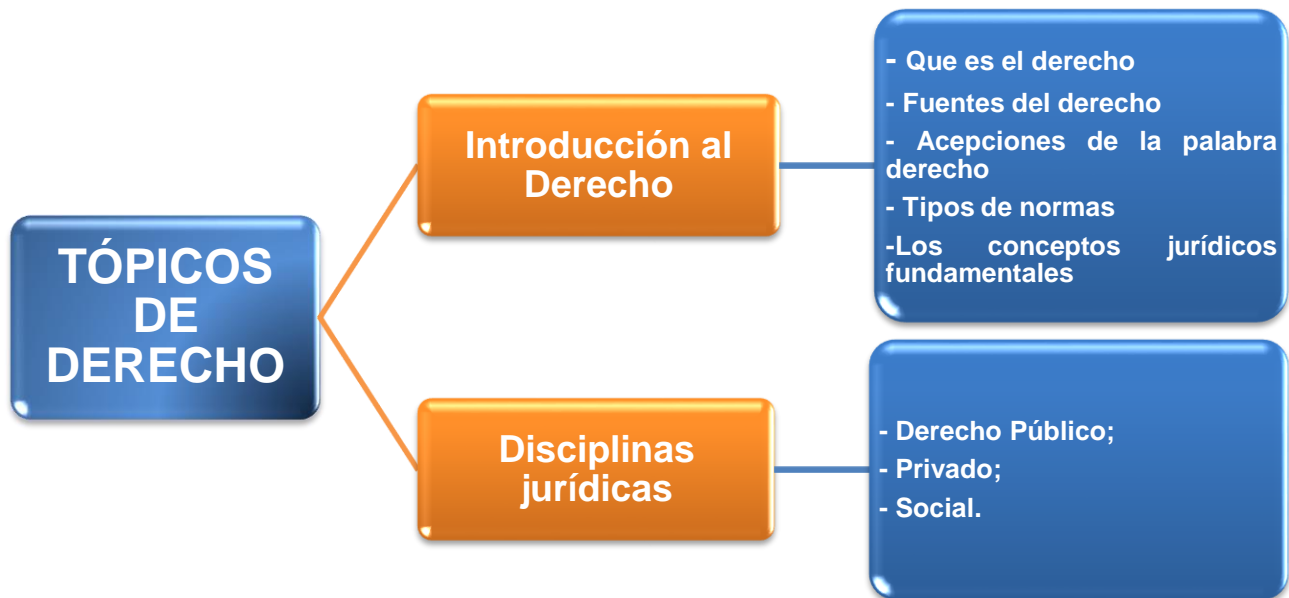 TÓPICOS
DE
DERECHO
Introducción al
Derecho
- Que es el derecho
- Fuentes del derecho
- Acepciones de la palabra
derecho
- Tipos de normas
-Los conceptos jurídicos
fundamentales
Disciplinas
jurídicas
- Derecho Público;
- Privado;
- Social.